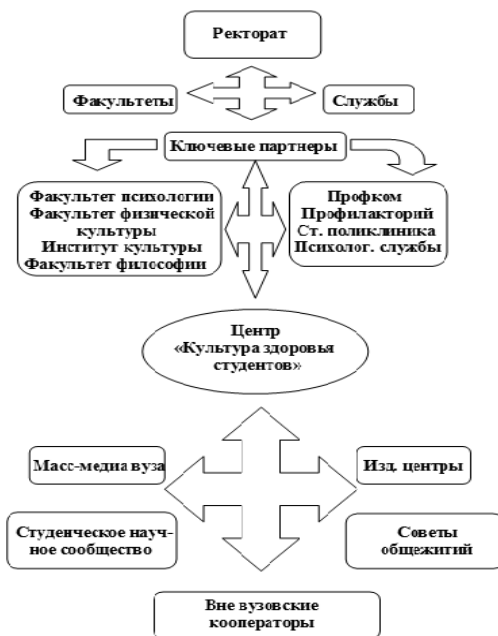 Ректорат
Факультеты
Службы
Ключевые партнеры
Факультет психологии
Факультет физической
культуры
Институт культуры
Факультет философии
Профком
Профилакторий
Ст. поликлиника
Психолог. службы
Центр
«Культура здоровья
студентов»
Масс-медиа вуза
Изд. центры
Студенческое науч-
ное сообщество
Советы
общежитий
Вне вузовские
кооператоры